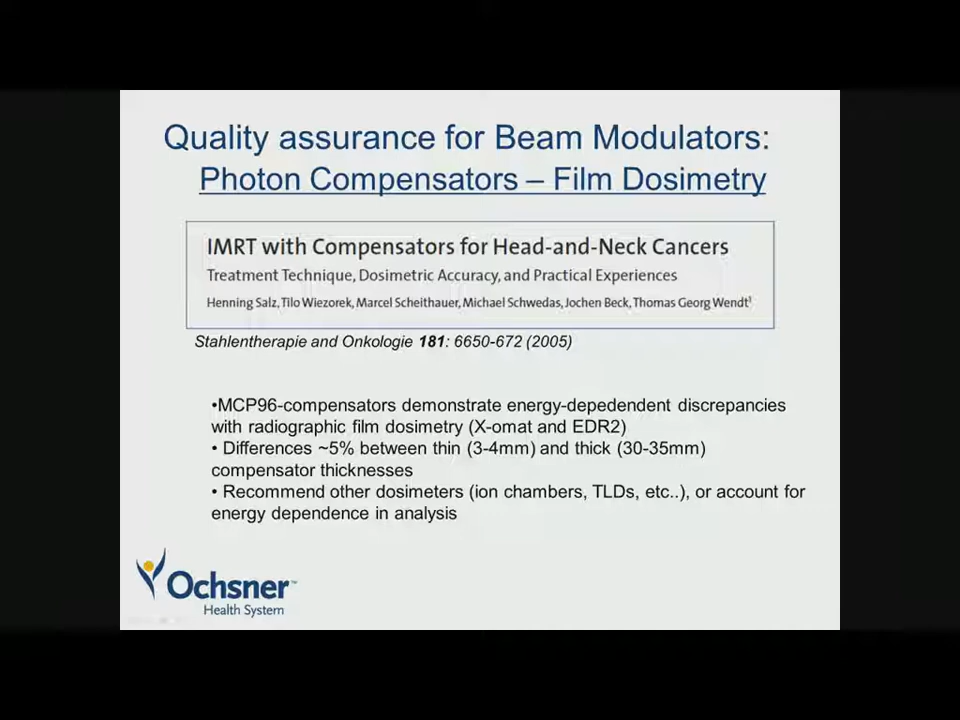 Quality assurance for Beam Modulators:
Photon Compensators – Film Dosimetry
IMRT with Compensators for Head-and-Neck Cancers
Treatment Technique, Dosimetric Accuracy, and Practical Experiences
Henning Salz, Tilo Wiezorek, Marcel Scheithauer, Michael Schwedas, Jochen Beck, Thomas Georg Wendt¹
Stahlentherapie and Onkologie 181: 6650-672 (2005)
•MCP96-compensators demonstrate energy-depedendent discrepancies
with radiographic film dosimetry (X-omat and EDR2)
• Differences ~5% between thin (3-4mm) and thick (30-35mm)
compensator thicknesses
• Recommend other dosimeters (ion chambers, TLDs, etc..), or account for
energy dependence in analysis
Ochsner™
Health System